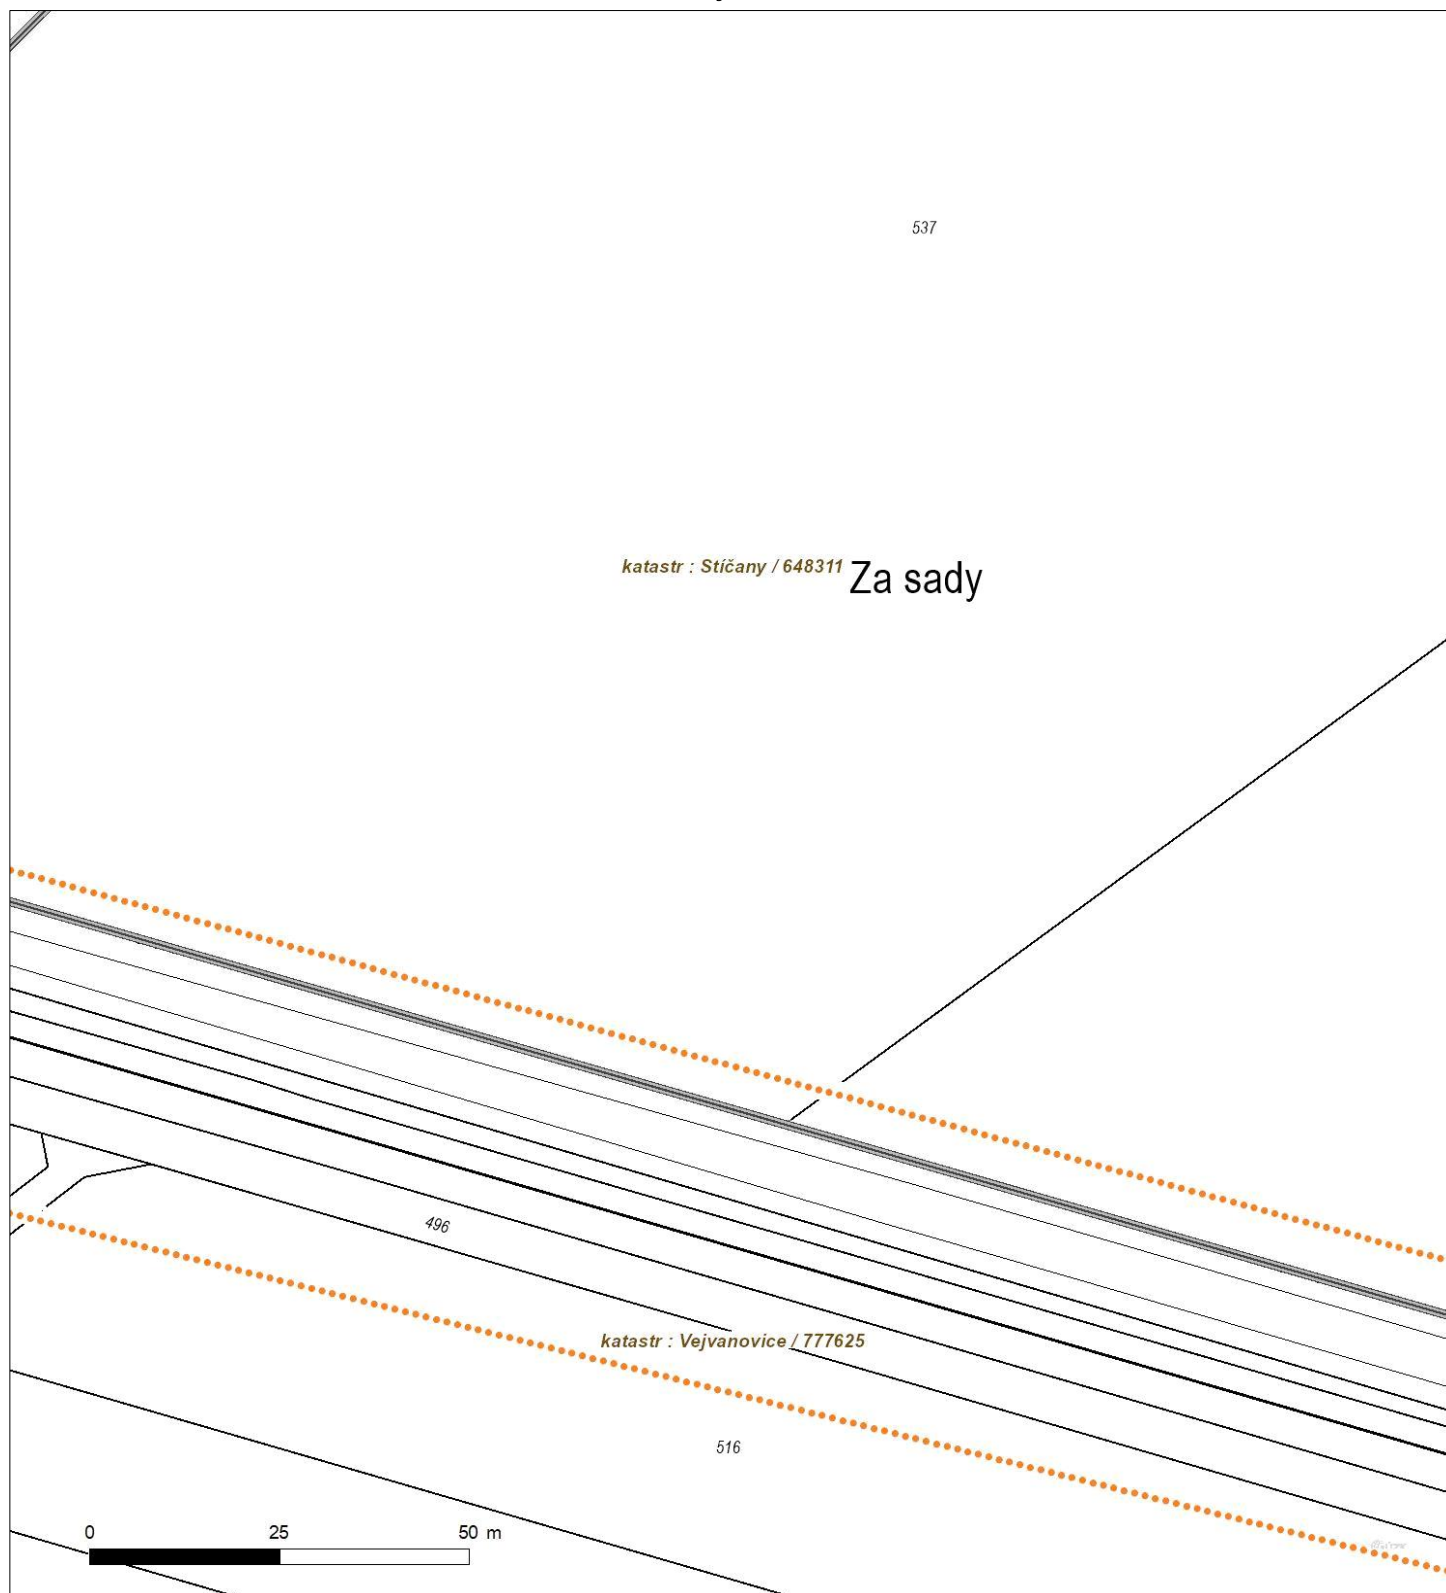 537
katastr : Stíčany / 648311
Za sady
496
katastr : Vejvanovice / 777625
516
0 25 50 m